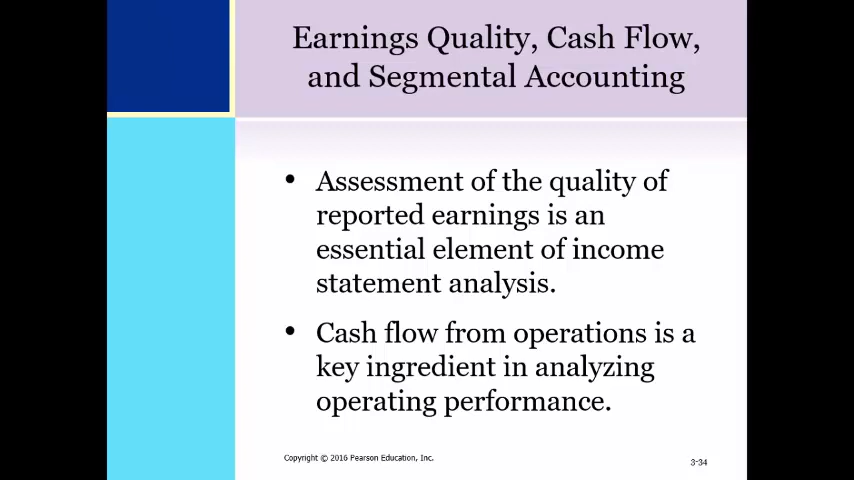 Earnings Quality, Cash Flow,
and Segmental Accounting
• Assessment of the quality of
reported earnings is an
essential element of income
statement analysis.
• Cash flow from operations is a
key ingredient in analyzing
operating performance.
Copyright © 2016 Pearson Education, Inc.
3-34